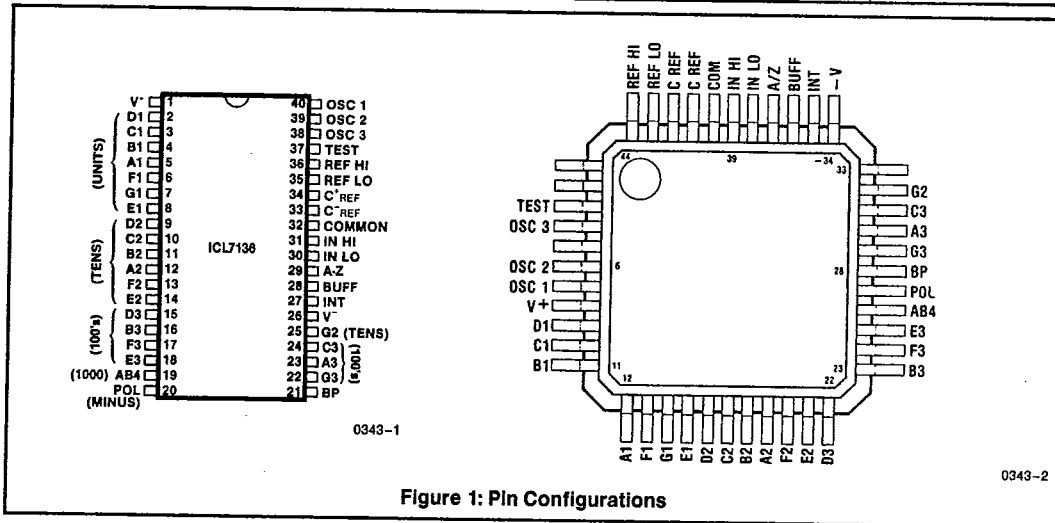 V- 1
D1 2
C1 3
B1 4
A1 5
F1 6
G1 7
E1 8
(UNITS)
D2 9
C2 10
B2 11
A2 12
F2 13
E2 14
(TENS)
D3 15
B3 16
F3 17
E3 18
(100's)
(1000) AB4 19
POL 20
(MINUS)
ICL7136
40 OSC 1
39 OSC 2
38 OSC 3
37 TEST
36 REF HI
35 REF LO
34 C+REF
33 C-REF
32 COMMON
31 IN HI
30 IN LO
29 A-Z
28 BUFF
27 INT
26 V-
25 G2 (TENS)
24 C3
23 A3
22 G3
(100's)
21 BP
0343-1
REF HI
REF LO
C REF
C REF
COM
IN HI
IN LO
A/Z
BUFF
INT
-V
44
39
-34
33
TEST
OSC 3
OSC 2
OSC 1
V+
D1
C1
B1
6
11
12
28
23
22
G2
C3
A3
G3
BP
POL
AB4
E3
F3
B3
A1
F1
G1
E1
D2
C2
B2
A2
F2
E2
D3
0343-2
Figure 1: Pin Configurations